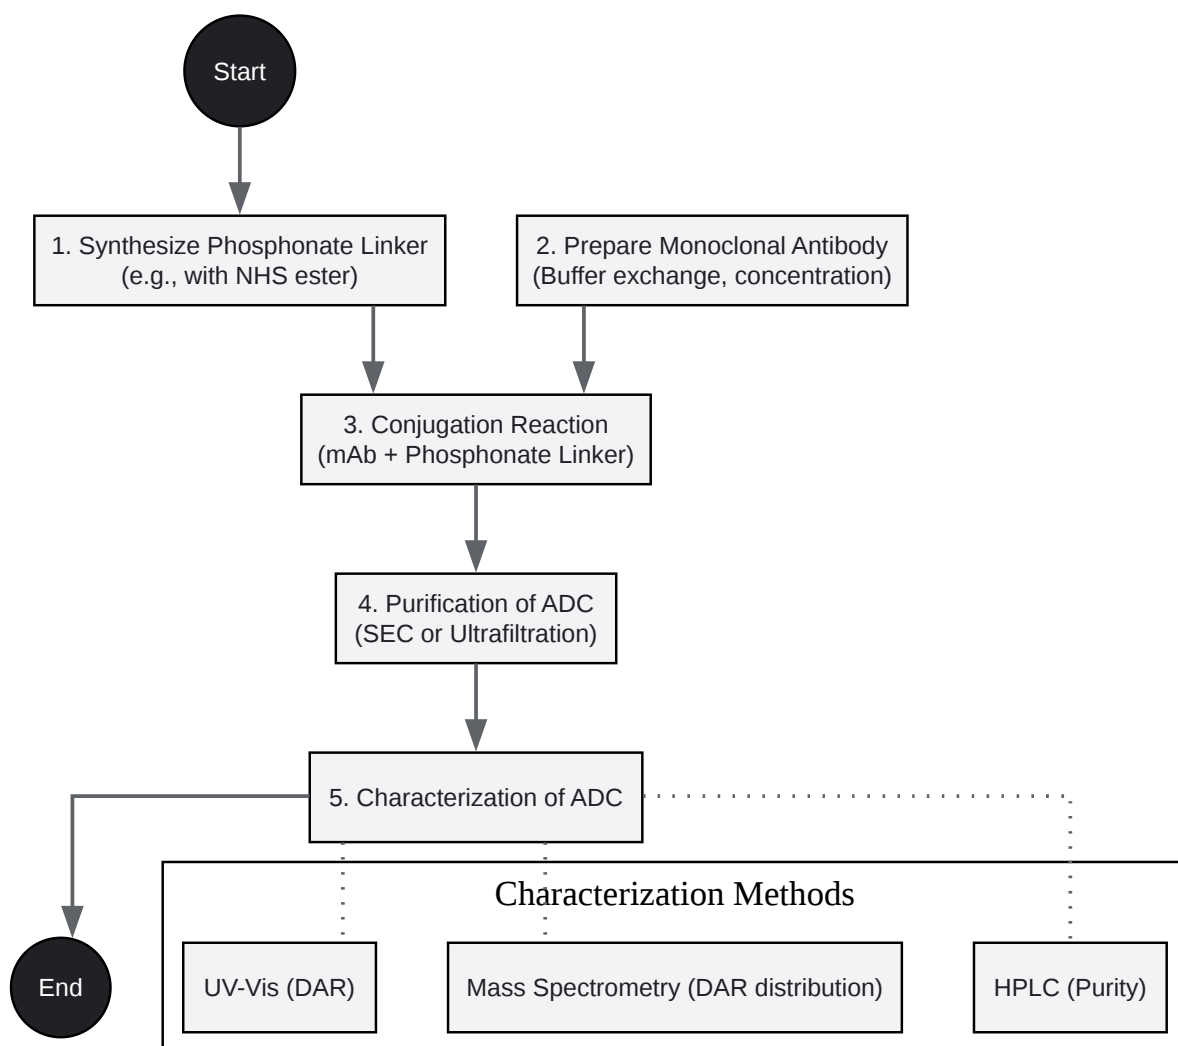 Start
1. Synthesize Phosphonate Linker
(e.g., with NHS ester)
2. Prepare Monoclonal Antibody
(Buffer exchange, concentration)
3. Conjugation Reaction
(mAb + Phosphonate Linker)
4. Purification of ADC
(SEC or Ultrafiltration)
5. Characterization of ADC
Characterization Methods
End
UV-Vis (DAR)
Mass Spectrometry (DAR distribution)
HPLC (Purity)